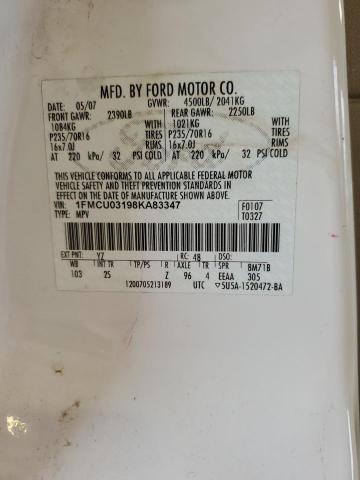 MFD. BY FORD MOTOR CO.
DATE: 05/07 GVWR: 4500LB/ 2041KG
FRONT GAWR: 2390LB REAR GAWR: 2250LB
1084KG WITH 1021KG WITH
P235/70R16 TIRES P235/70R16 TIRES
16x7.0J RIMS 16x7.0J RIMS
AT 220 kPa/ 32 PSI COLD AT 220 kPa/ 32 PSI COLD
THIS VEHICLE CONFORMS TO ALL APPLICABLE FEDERAL MOTOR
VEHICLE SAFETY AND THEFT PREVENTION STANDARDS IN
EFFECT ON THE DATE OF MANUFACTURE SHOWN ABOVE.
VIN: 1FMCU03198KA83347 F0107
TYPE: MPV T0327
EXT PNT: YZ RC: 48 DSO:
WB INT TR TP/PS R AXLE TR SPR 8M71B
103 25 Z 96 4 EEAA 305
1200705213189 UTC ▽5U5A-1520472-BA